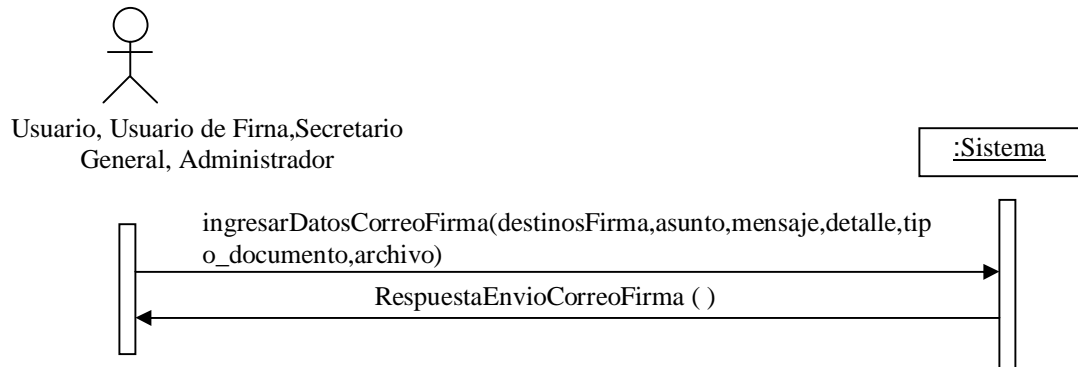 Usuario, Usuario de Firna,Secretario
General, Administrador
:Sistema
ingresarDatosCorreoFirma(destinosFirma,asunto,mensaje,detalle,tip
o_documento,archivo)
RespuestaEnvioCorreoFirma ( )